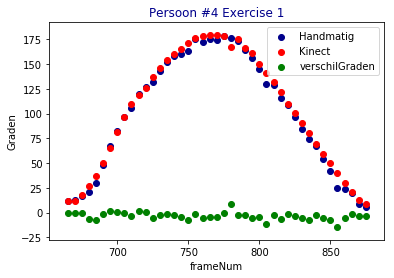 Persoon #4 Exercise 1
Handmatig
Kinect
verschilGraden
Graden
175
150
125
100
75
50
25
0
−25
700
750
800
850
frameNum